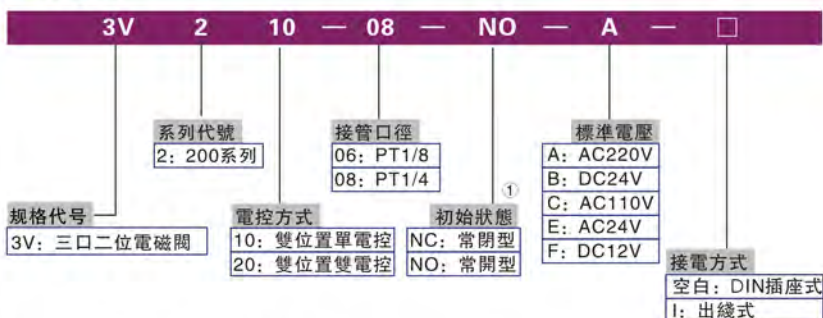 3V 2 10 — 08 — NO — A — □
系列代號
2: 200系列
接管口徑
06: PT1/8
08: PT1/4
標準電壓
A: AC220V
B: DC24V
C: AC110V
E: AC24V
F: DC12V
规格代号
3V: 三口二位電磁閥
電控方式
10: 雙位置單電控
20: 雙位置雙電控
①
初始狀態
NC: 常閉型
NO: 常開型
接電方式
空白: DIN插座式
I: 出綫式